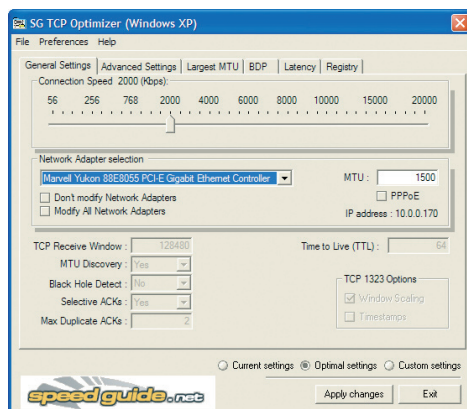 SG TCP Optimizer (Windows XP)
File Preferences Help
General Settings Advanced Settings Largest MTU BDP Latency Registry
Connection Speed 2000 (Kbps):
56 256 768 2000 4000 6000 8000 10000 15000 20000
Network Adapter selection
Marvell Yukon 88E8055 PCI-E Gigabit Ethernet Controller
MTU : 1500
Don't modify Network Adapters
PPPoE
Modify All Network Adapters
IP address : 10.0.0.170
TCP Receive Window : 128480
Time to Live (TTL) : 64
MTU Discovery : Yes
Black Hole Detect : No
Selective ACKs : Yes
Max Duplicate ACKs : 2
TCP 1323 Options
Window Scaling
Timestamps
Current settings Optimal settings Custom settings
speedguide.net
Apply changes Exit